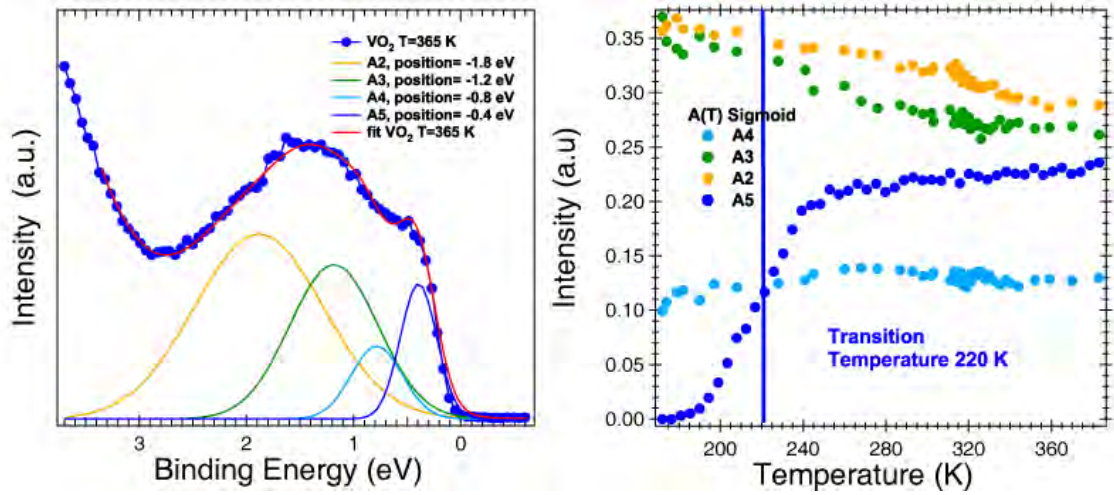 Intensity (a.u.)
VO₂ T=365 K
A2, position= -1.8 eV
A3, position= -1.2 eV
A4, position= -0.8 eV
A5, position= -0.4 eV
fit VO₂ T=365 K
3
2
1
0
Binding Energy (eV)
Intensity (a.u)
0.35
0.30
0.25
0.20
0.15
0.10
0.05
0.00
A(T) Sigmoid
A4
A3
A2
A5
Transition
Temperature 220 K
200
240
280
320
360
Temperature (K)